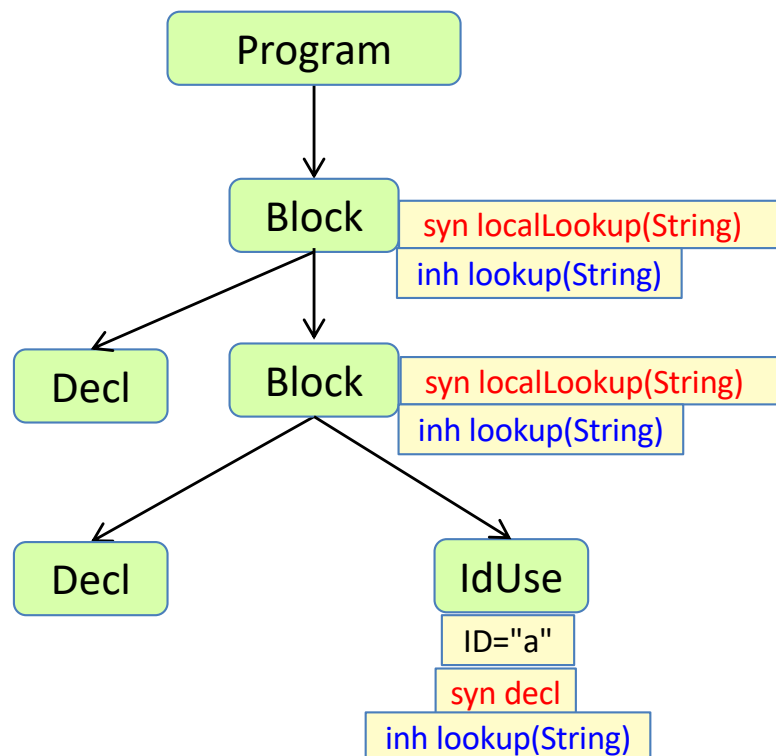 Program
Block
syn localLookup(String)
inh lookup(String)
Decl
Block
syn localLookup(String)
inh lookup(String)
Decl
IdUse
ID="a"
syn decl
inh lookup(String)